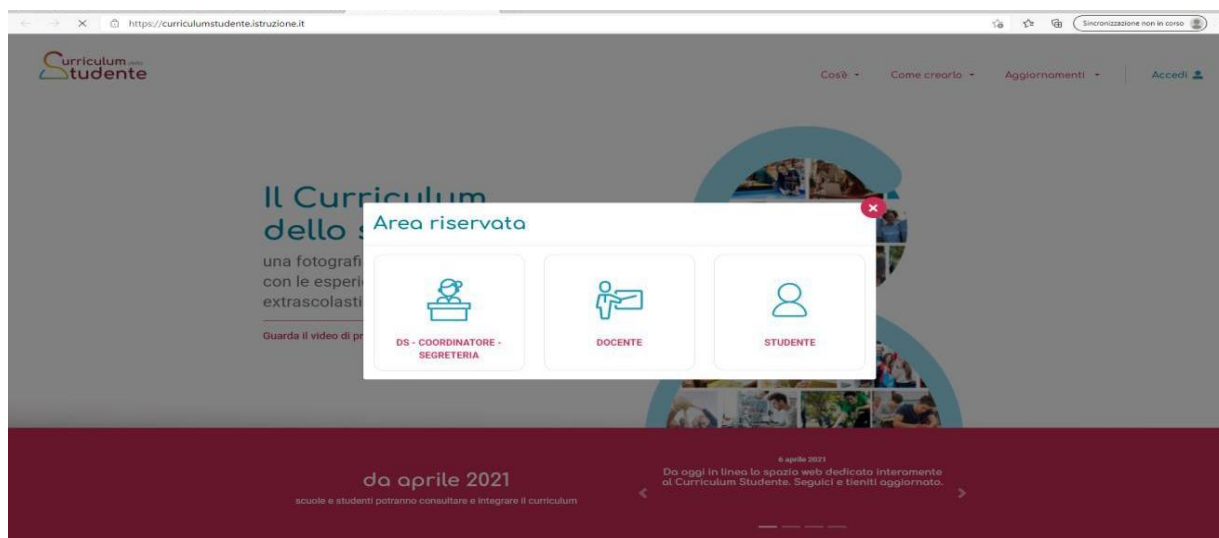 https://curriculumstudente.istruzione.it
Sincronizzazione non in corso
Curriculum dello
Studente
Cos'è
Come crearlo
Aggiornamenti
Accedi
Il Curriculum
dello s
una fotografi
con le esperi
extrascolasti
Guarda il video di pr
Area riservata
DS - COORDINATORE -
SEGRETERIA
DOCENTE
STUDENTE
da aprile 2021
scuole e studenti potranno consultare e integrare il curriculum
6 aprile 2021
Da oggi in linea lo spazio web dedicato interamente
al Curriculum Studente. Seguici e tieniti aggiornato.